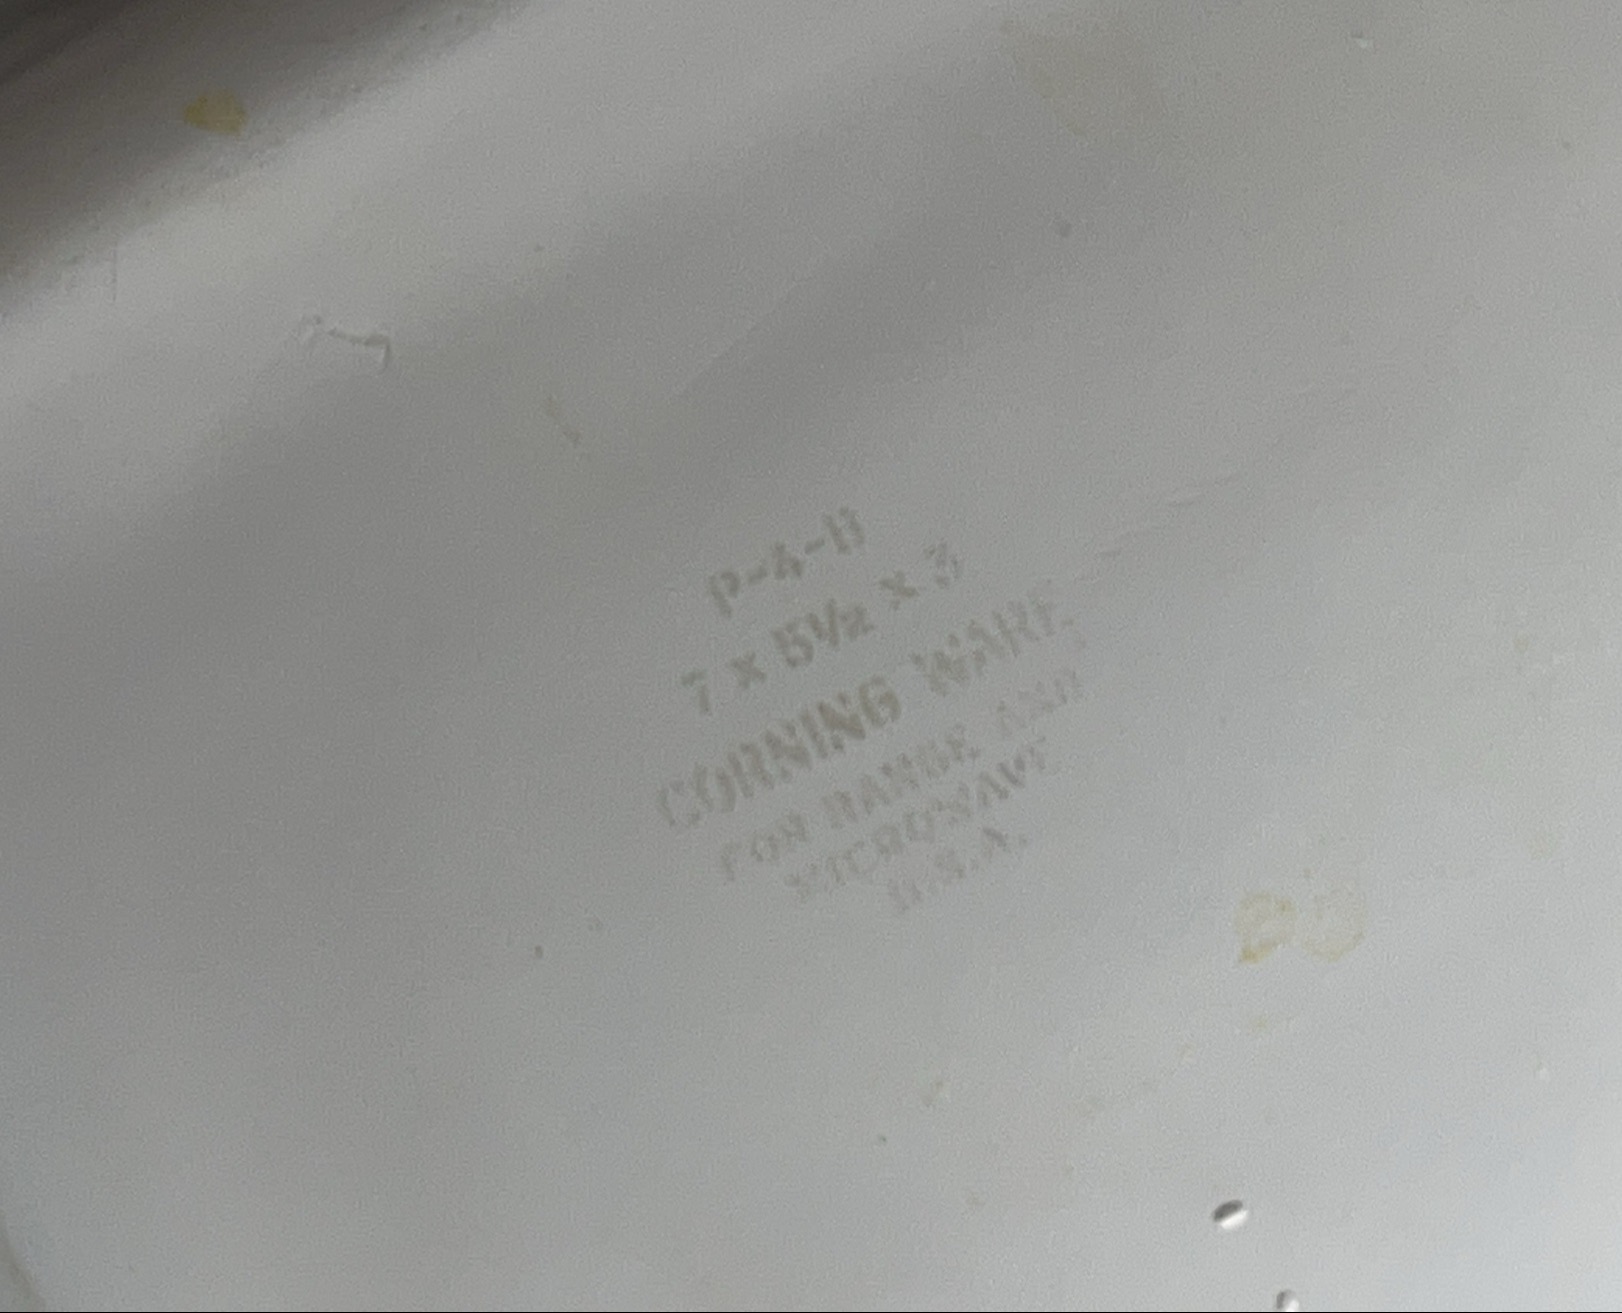 P-4-B
7 x 5½ x 3
CORNING WARE
FOR RANGE AND
MICROWAVE
U.S.A.